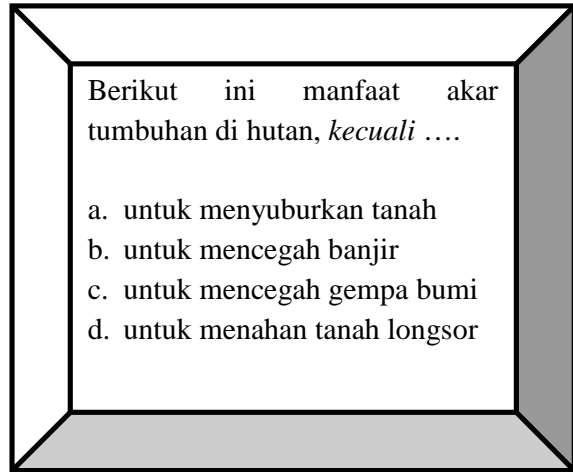 Berikut ini manfaat akar
tumbuhan di hutan, kecuali ….
a. untuk menyuburkan tanah
b. untuk mencegah banjir
c. untuk mencegah gempa bumi
d. untuk menahan tanah longsor